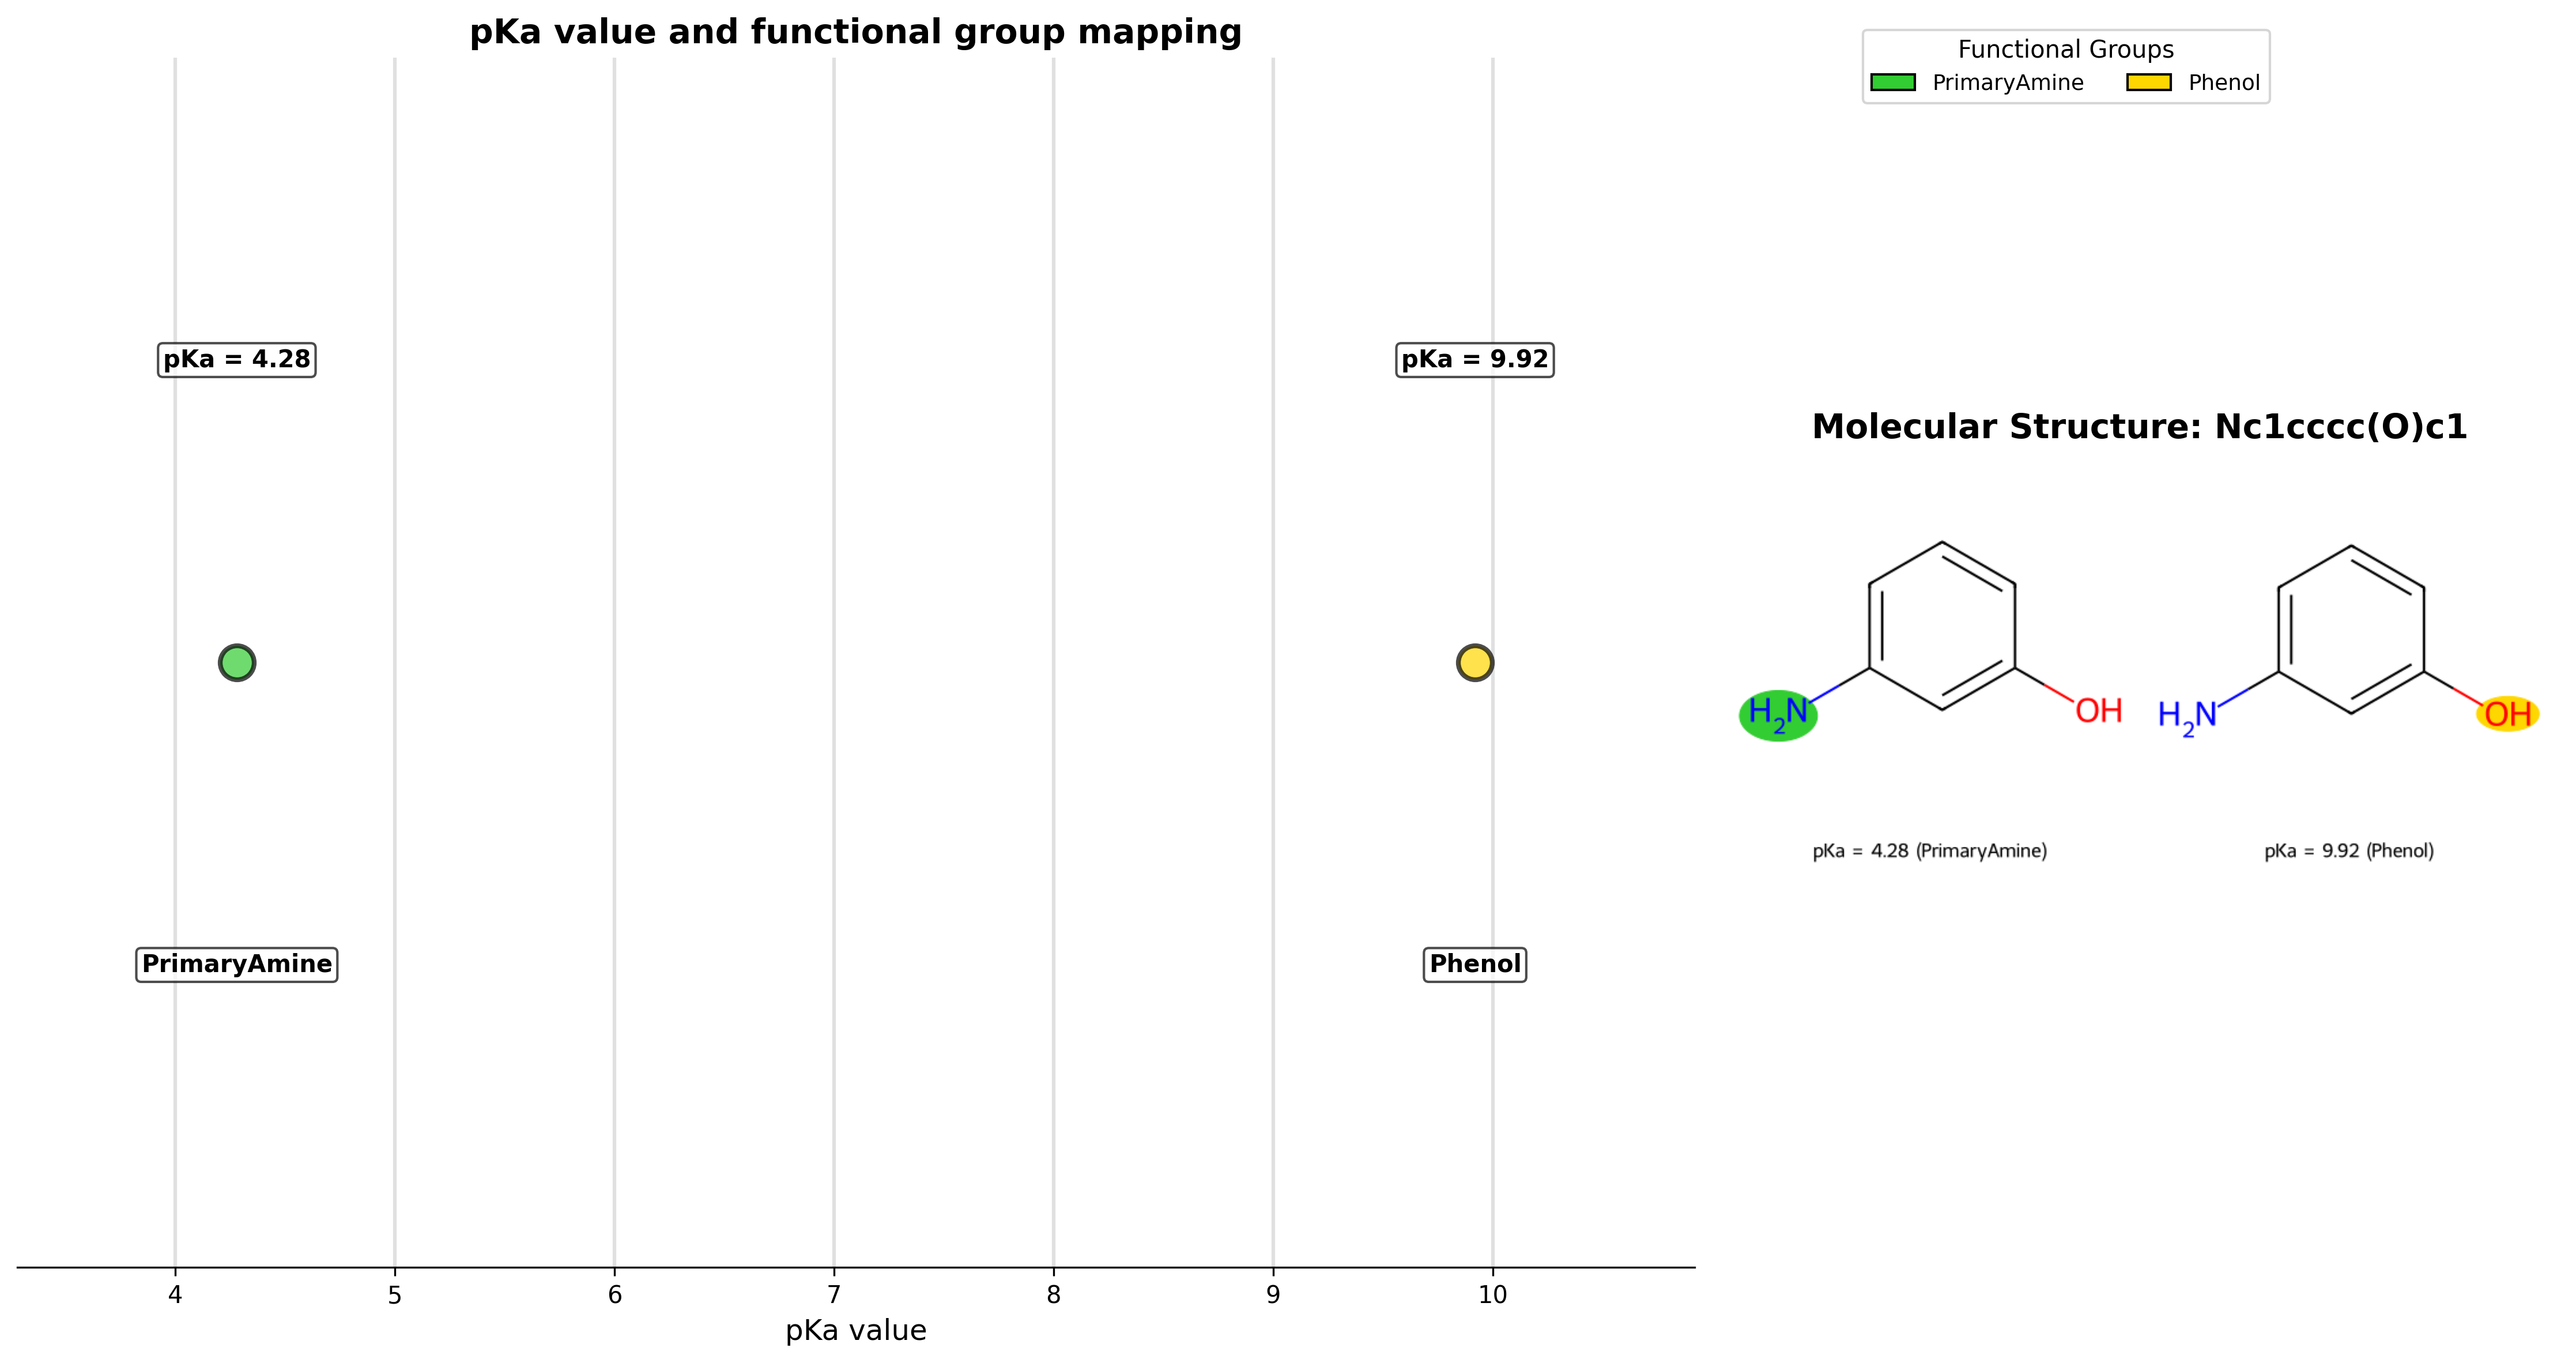 pKa value and functional group mapping
Functional Groups
PrimaryAmine
Phenol
pKa = 4.28
pKa = 9.92
PrimaryAmine
Phenol
4 5 6 7 8 9 10
pKa value
Molecular Structure: Nc1cccc(O)c1
H2N
OH
H2N
OH
pKa = 4.28 (PrimaryAmine)
pKa = 9.92 (Phenol)